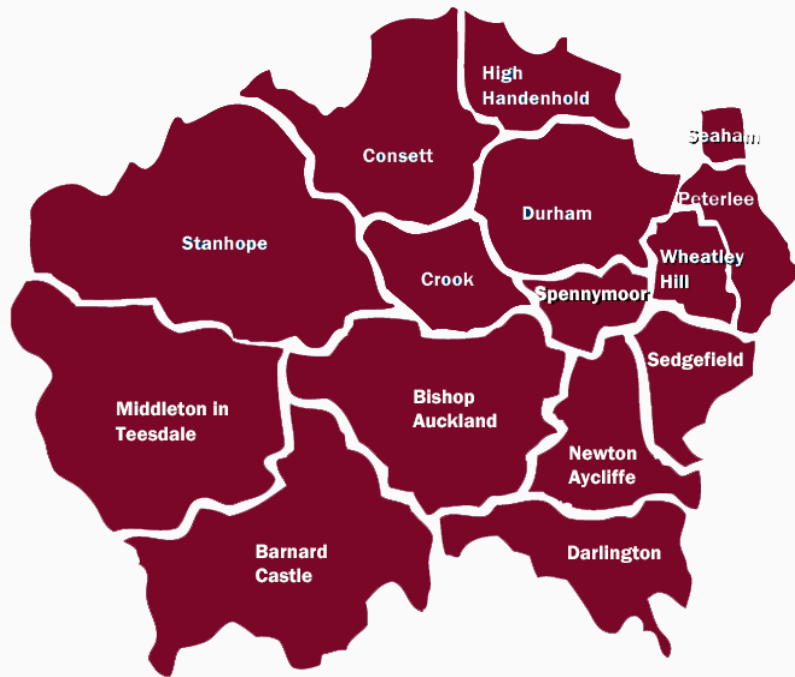 High
Handenhold
Seaham
Consett
Peterlee
Durham
Stanhope
Wheatley
Hill
Crook
Spennymoor
Sedgefield
Middleton in
Teesdale
Bishop
Auckland
Newton
Aycliffe
Barnard
Castle
Darlington